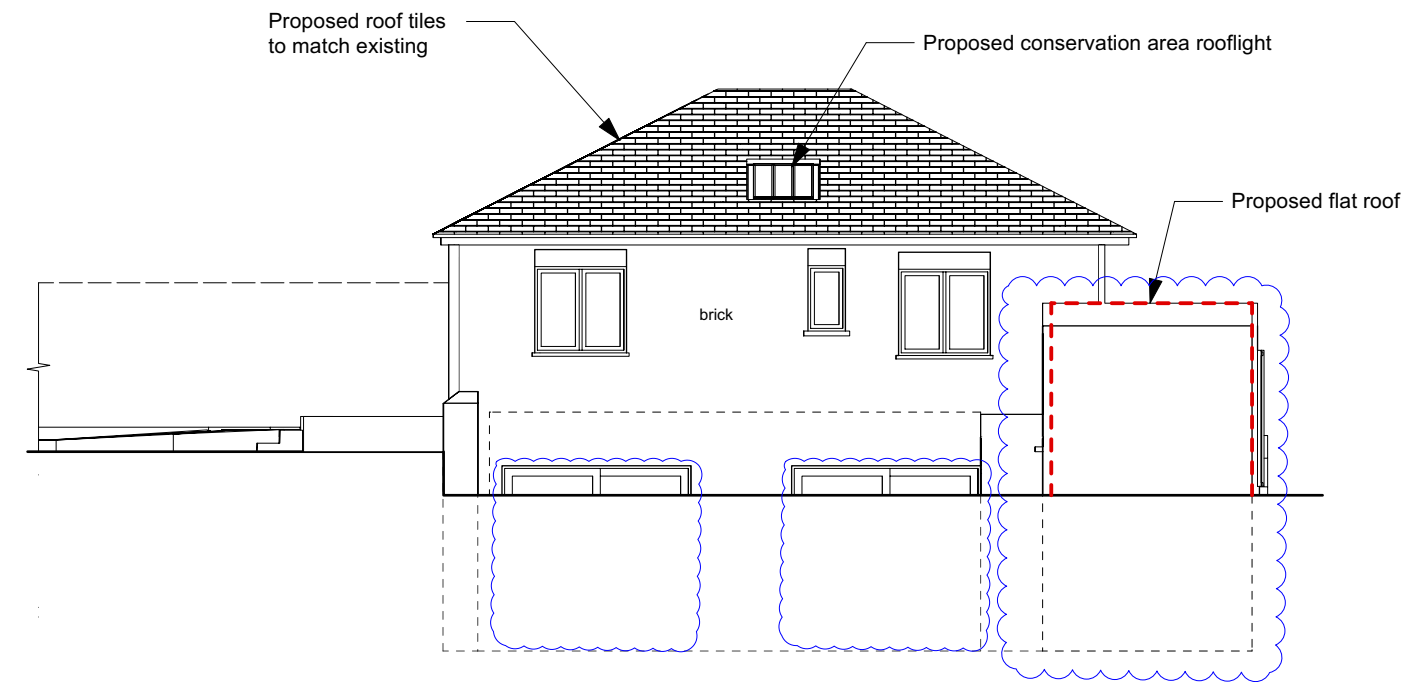 Proposed roof tiles
to match existing
Proposed conservation area rooflight
Proposed flat roof
brick